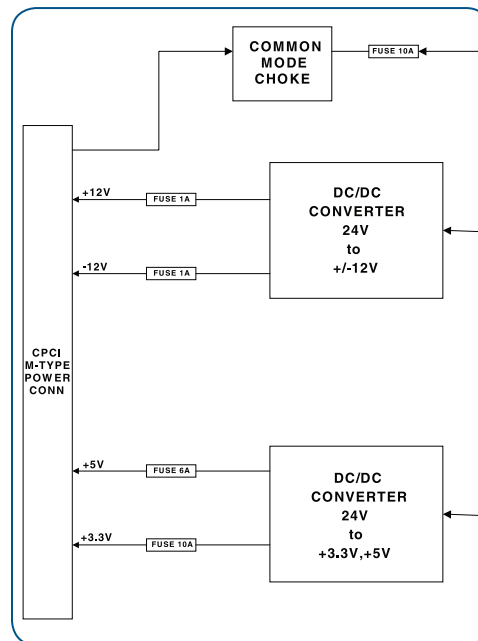 COMMON
MODE
CHOKE
FUSE 10A
+12V
FUSE 1A
DC/DC
CONVERTER
24V
to
+/-12V
-12V
FUSE 1A
CPCI
M-TYPE
POWER
CONN
+5V
FUSE 6A
DC/DC
CONVERTER
24V
to
+3.3V,+5V
+3.3V
FUSE 10A